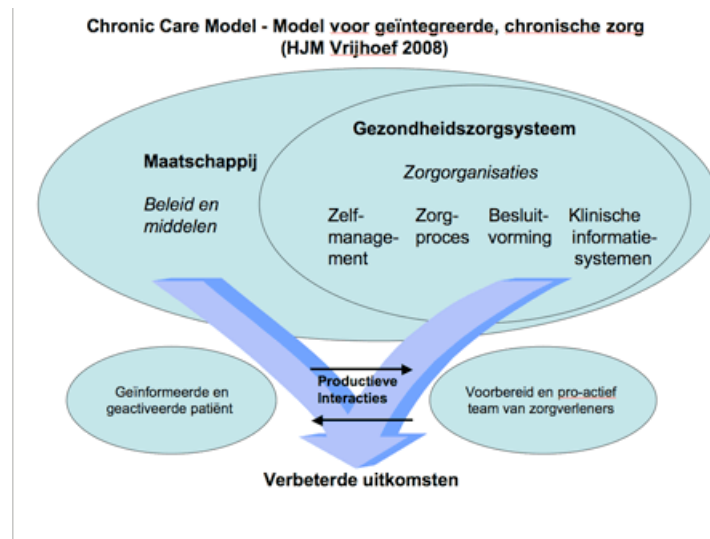 Chronic Care Model - Model voor geïntegreerde, chronische zorg
(HJM Vrijhoef 2008)
Gezondheidszorgsysteem
Maatschappij
Zorgorganisaties
Beleid en
middelen
Zelf-
manage-
ment
Zorg-
proces
Besluit-
vorming
Klinische
informatie-
systemen
Geïnformeerde en
geactiveerde patiënt
Productieve
Interacties
Voorbereid en pro-actief
team van zorgverleners
Verbeterde uitkomsten